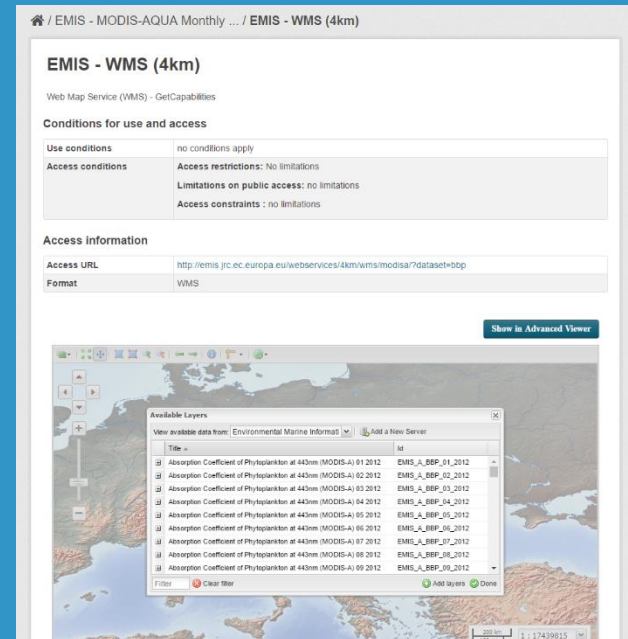 / EMIS - MODIS-AQUA Monthly ... / EMIS - WMS (4km)
EMIS - WMS (4km)
Web Map Service (WMS) - GetCapabilities
Conditions for use and access
Use conditions no conditions apply
Access conditions Access restrictions: No limitations
Limitations on public access: no limitations
Access constraints : no limitations
Access information
Access URL http://emis.jrc.ec.europa.eu/webservices/4km/wms/modisa/?dataset=bbp
Format WMS
Show in Advanced Viewer
Available Layers
View available data from: Environmental Marine Informati Add a New Server
Title Id
Absorption Coefficient of Phytoplankton at 443nm (MODIS-A) 01 2012 EMIS_A_BBP_01_2012
Absorption Coefficient of Phytoplankton at 443nm (MODIS-A) 02 2012 EMIS_A_BBP_02_2012
Absorption Coefficient of Phytoplankton at 443nm (MODIS-A) 03 2012 EMIS_A_BBP_03_2012
Absorption Coefficient of Phytoplankton at 443nm (MODIS-A) 04 2012 EMIS_A_BBP_04_2012
Absorption Coefficient of Phytoplankton at 443nm (MODIS-A) 05 2012 EMIS_A_BBP_05_2012
Absorption Coefficient of Phytoplankton at 443nm (MODIS-A) 06 2012 EMIS_A_BBP_06_2012
Absorption Coefficient of Phytoplankton at 443nm (MODIS-A) 07 2012 EMIS_A_BBP_07_2012
Absorption Coefficient of Phytoplankton at 443nm (MODIS-A) 08 2012 EMIS_A_BBP_08_2012
Absorption Coefficient of Phytoplankton at 443nm (MODIS-A) 09 2012 EMIS_A_BBP_09_2012
Filter Clear filter Add layers Done
200 km 1 : 17439815